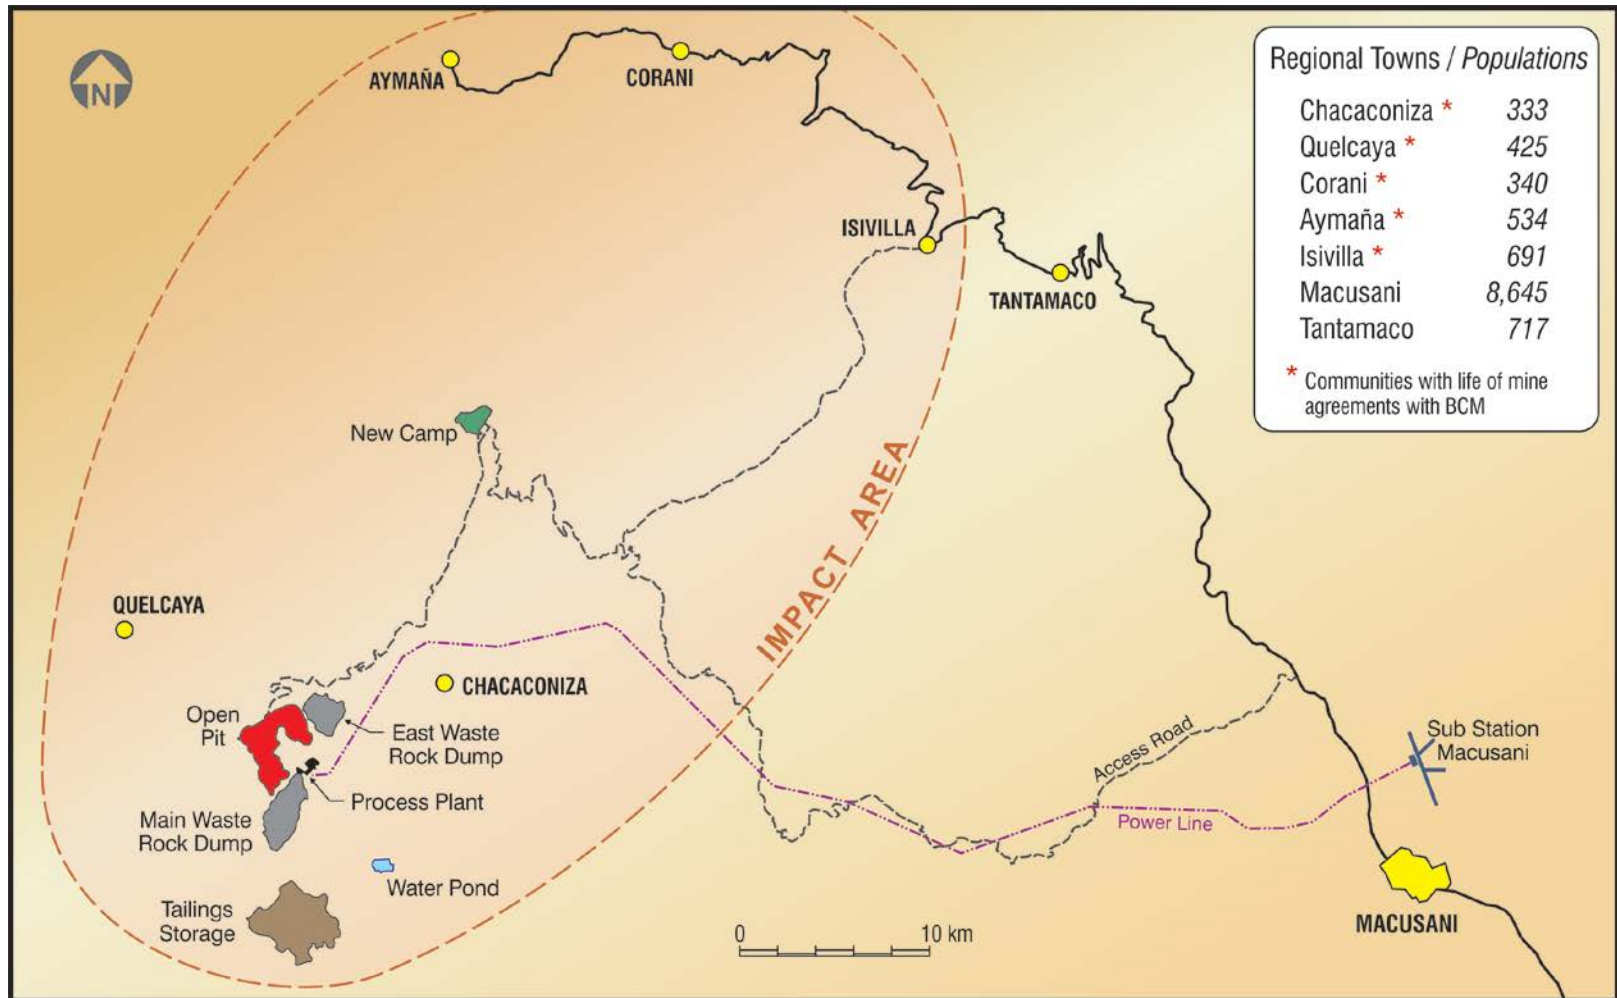 N
AYMAÑA
CORANI
ISIVILLA
TANTAMACO
Regional Towns / Populations
Chacaconiza * 333
Quelcaya * 425
Corani * 340
Aymaña * 534
Isivilla * 691
Macusani 8,645
Tantamaco 717
* Communities with life of mine
agreements with BCM
New Camp
IMPACT AREA
QUELCAYA
CHACACONIZA
Open
Pit
East Waste
Rock Dump
Process Plant
Main Waste
Rock Dump
Water Pond
Tailings
Storage
Access Road
Power Line
Sub Station
Macusani
MACUSANI
0 10 km